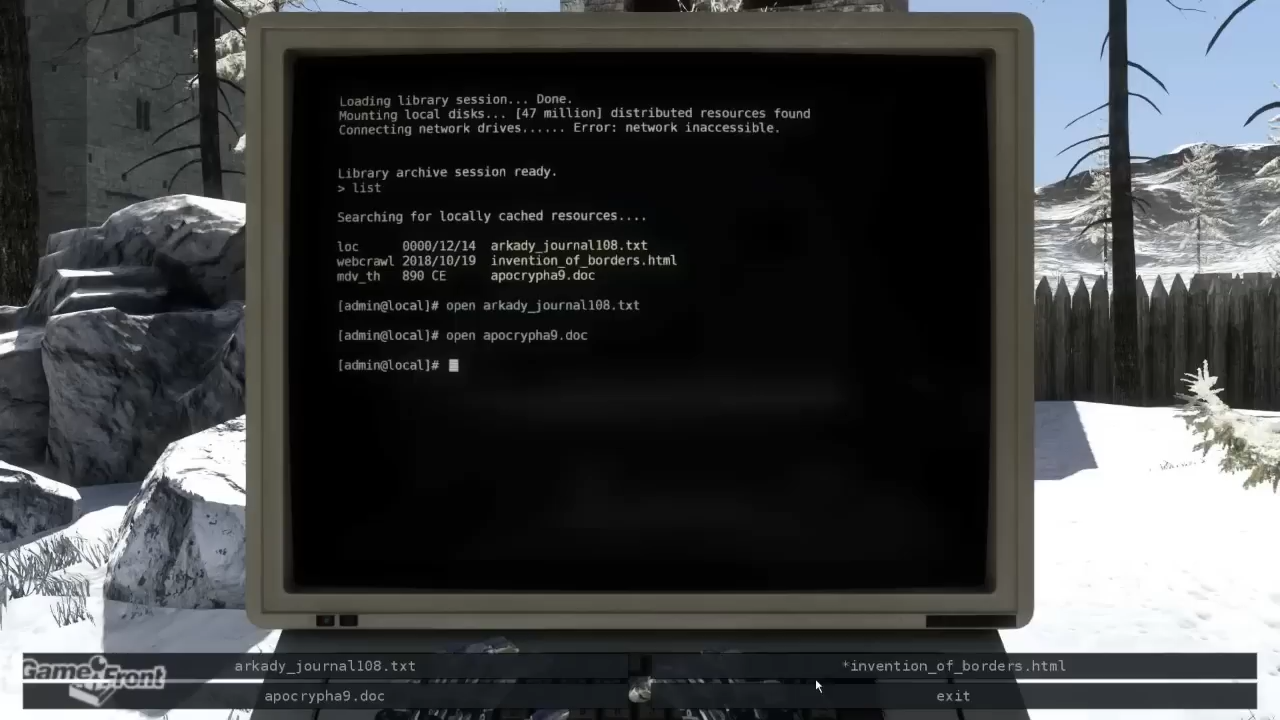 Loading library session... Done.
Mounting local disks... [47 million] distributed resources found
Connecting network drives...... Error: network inaccessible.
Library archive session ready.
> list
Searching for locally cached resources....
loc 0000/12/14 arkady_journal108.txt
webcrawl 2018/10/19 invention_of_borders.html
mdv_th 890 CE apocrypha9.doc
[admin@local]# open arkady_journal108.txt
[admin@local]# open apocrypha9.doc
[admin@local]#
arkady_journal108.txt *invention_of_borders.html
GameFront
apocrypha9.doc exit